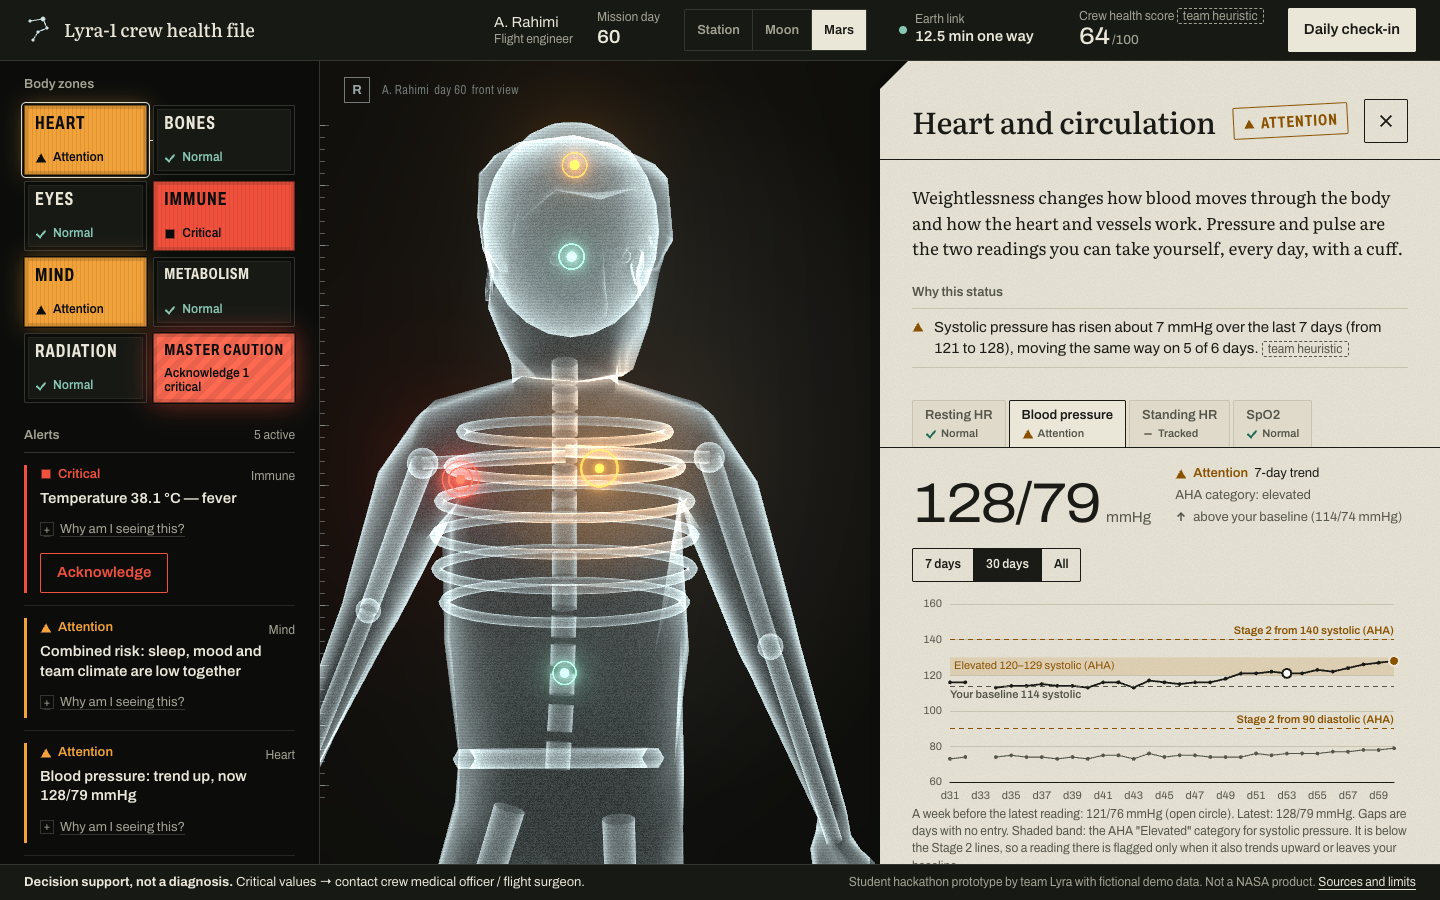 Lyra-1 crew health file
A. Rahimi
Flight engineer
Mission day
60
Station
Moon
Mars
Earth link
12.5 min one way
Crew health score team heuristic
64 /100
Daily check-in
Body zones
HEART
Attention
BONES
Normal
EYES
Normal
IMMUNE
Critical
MIND
Attention
METABOLISM
Normal
RADIATION
Normal
MASTER CAUTION
Acknowledge 1
critical
Alerts
5 active
Critical
Immune
Temperature 38.1 °C — fever
+ Why am I seeing this?
Acknowledge
Attention
Mind
Combined risk: sleep, mood and
team climate are low together
+ Why am I seeing this?
Attention
Heart
Blood pressure: trend up, now
128/79 mmHg
+ Why am I seeing this?
R
A. Rahimi day 60 front view
Heart and circulation
ATTENTION
Weightlessness changes how blood moves through the body
and how the heart and vessels work. Pressure and pulse are
the two readings you can take yourself, every day, with a cuff.
Why this status
Systolic pressure has risen about 7 mmHg over the last 7 days (from
121 to 128), moving the same way on 5 of 6 days. team heuristic
Resting HR
Normal
Blood pressure
Attention
Standing HR
Tracked
SpO2
Normal
128/79 mmHg
Attention 7-day trend
AHA category: elevated
↑ above your baseline (114/74 mmHg)
7 days
30 days
All
160
140
120
100
80
60
Stage 2 from 140 systolic (AHA)
Elevated 120–129 systolic (AHA)
Your baseline 114 systolic
Stage 2 from 90 diastolic (AHA)
d31 d33 d35 d37 d39 d41 d43 d45 d47 d49 d51 d53 d55 d57 d59
A week before the latest reading: 121/76 mmHg (open circle). Latest: 128/79 mmHg. Gaps are
days with no entry. Shaded band: the AHA "Elevated" category for systolic pressure. It is below
the Stage 2 lines, so a reading there is flagged only when it also trends upward or leaves your
Decision support, not a diagnosis. Critical values → contact crew medical officer / flight surgeon.
Student hackathon prototype by team Lyra with fictional demo data. Not a NASA product. Sources and limits